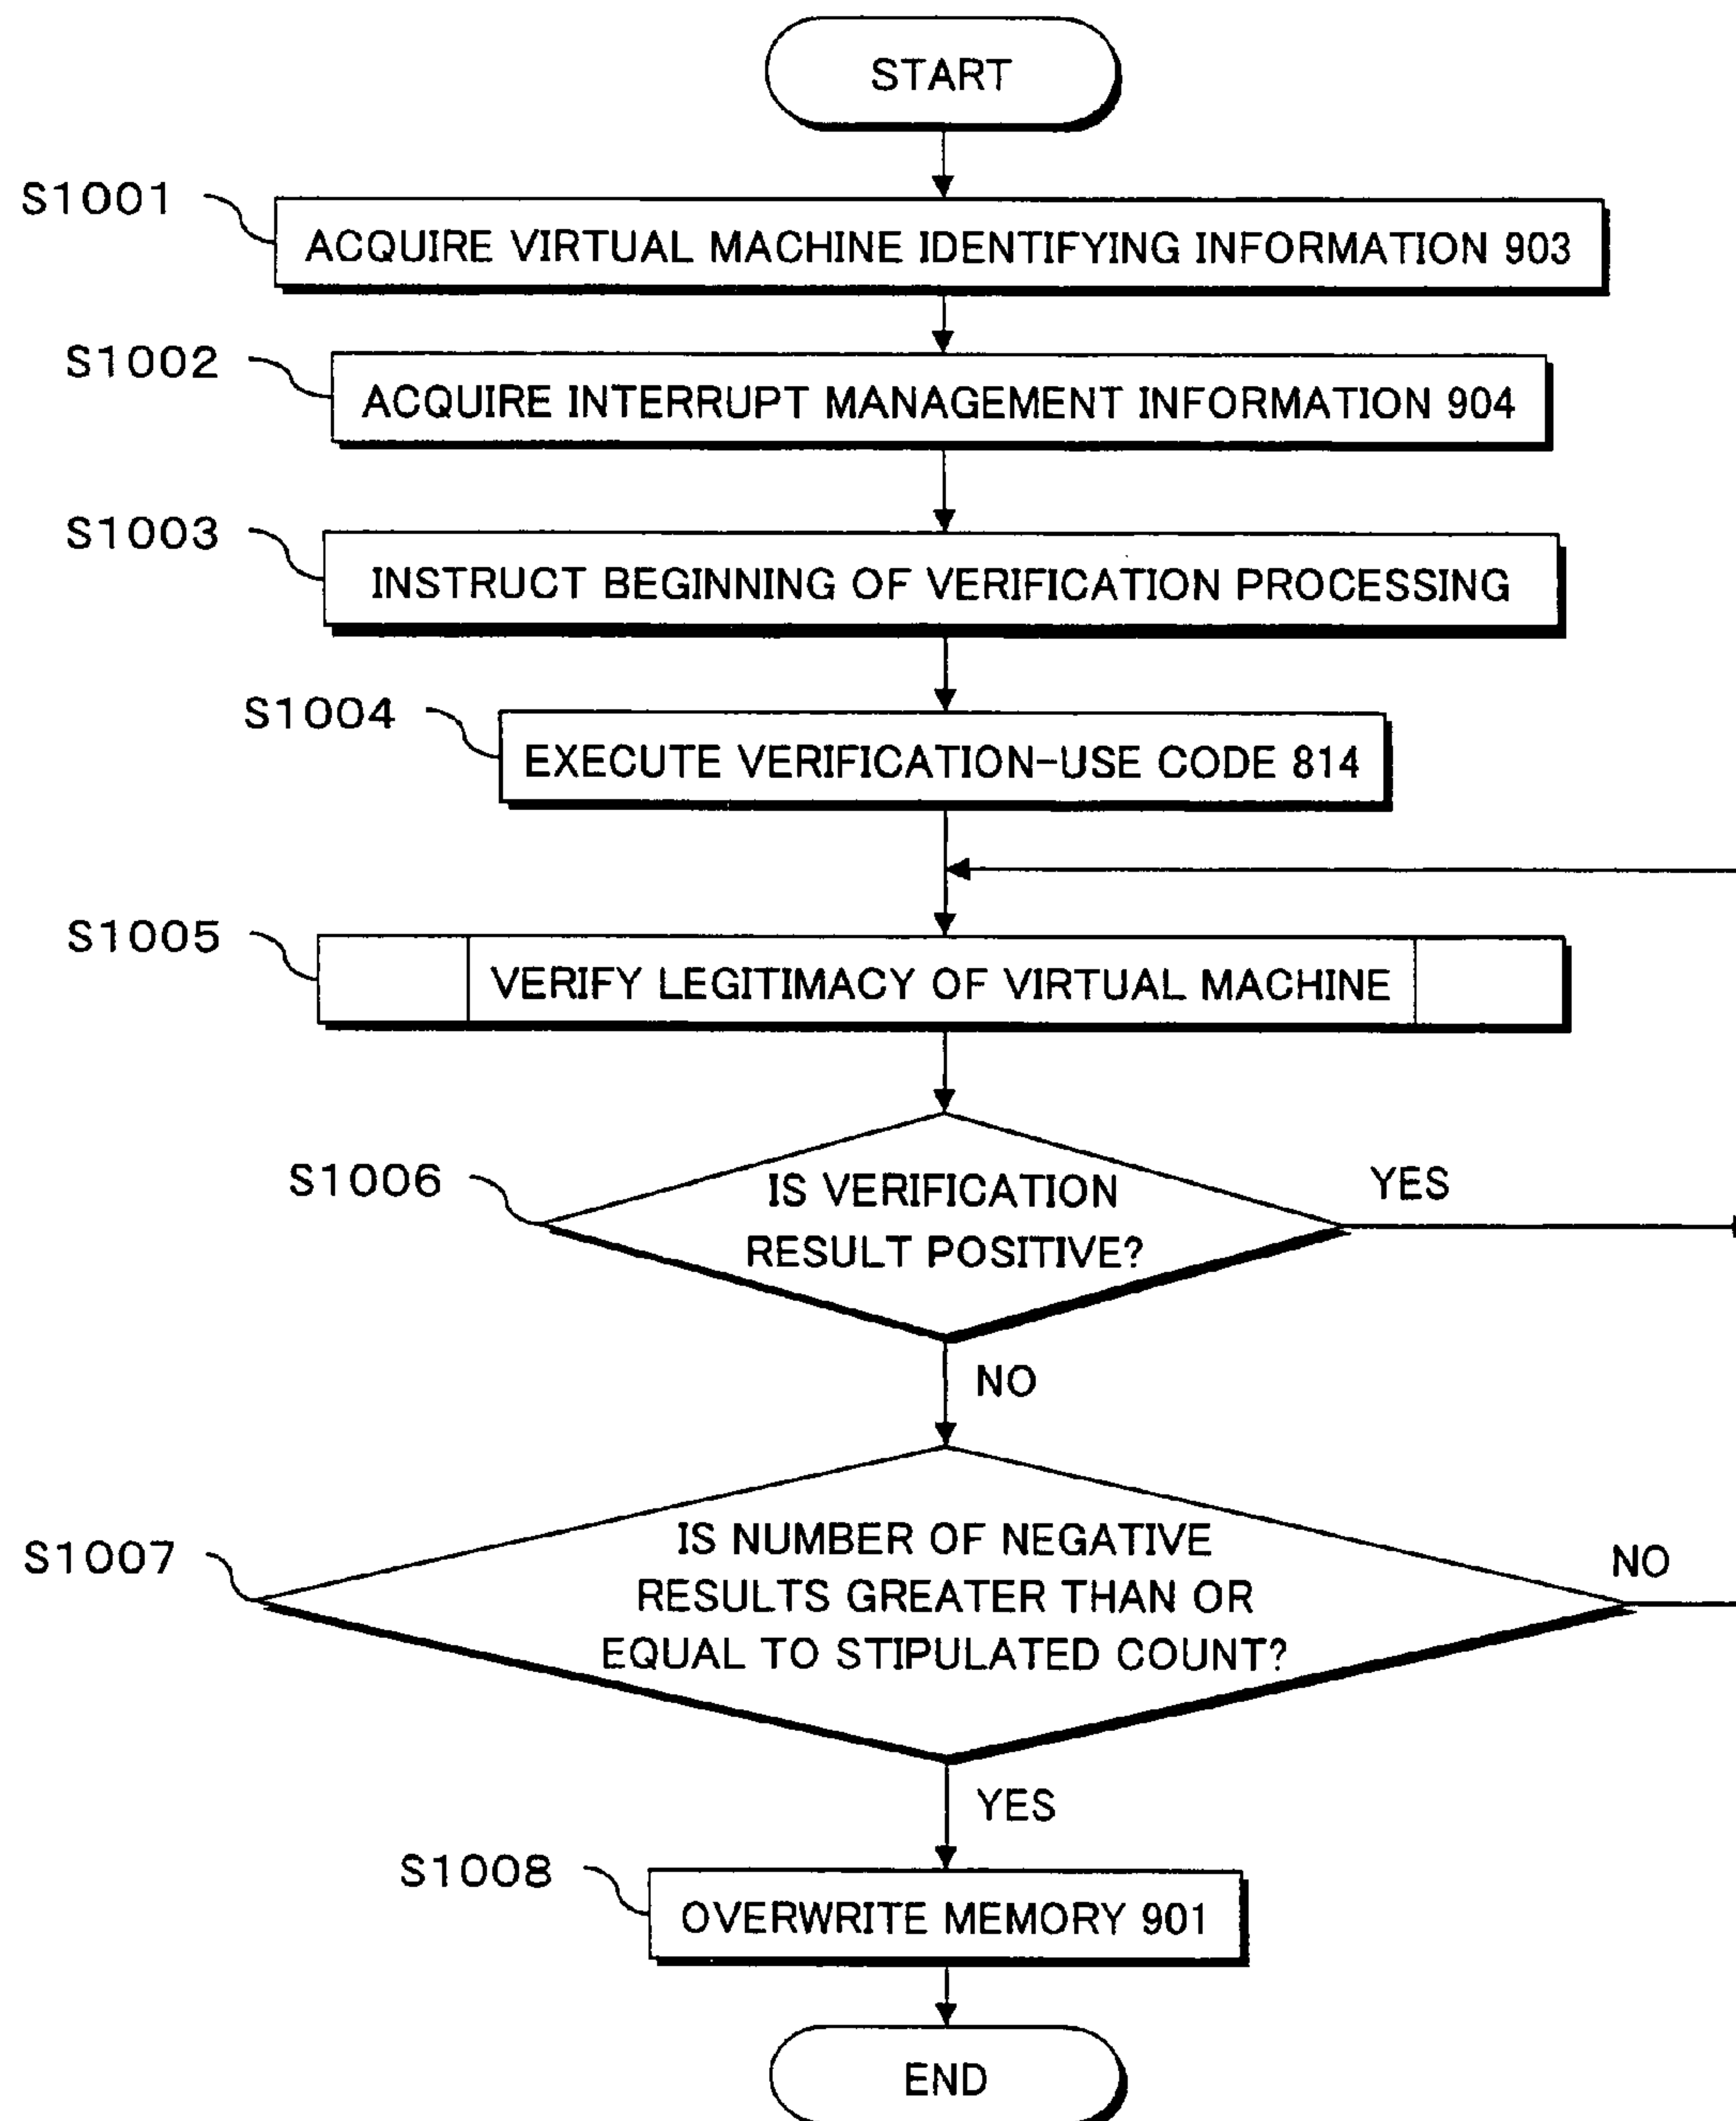 START
S1001
ACQUIRE VIRTUAL MACHINE IDENTIFYING INFORMATION 903
S1002
ACQUIRE INTERRUPT MANAGEMENT INFORMATION 904
S1003
INSTRUCT BEGINNING OF VERIFICATION PROCESSING
S1004
EXECUTE VERIFICATION-USE CODE 814
S1005
VERIFY LEGITIMACY OF VIRTUAL MACHINE
S1006
IS VERIFICATION
RESULT POSITIVE?
YES
NO
S1007
IS NUMBER OF NEGATIVE
RESULTS GREATER THAN OR
EQUAL TO STIPULATED COUNT?
NO
YES
S1008
OVERWRITE MEMORY 901
END